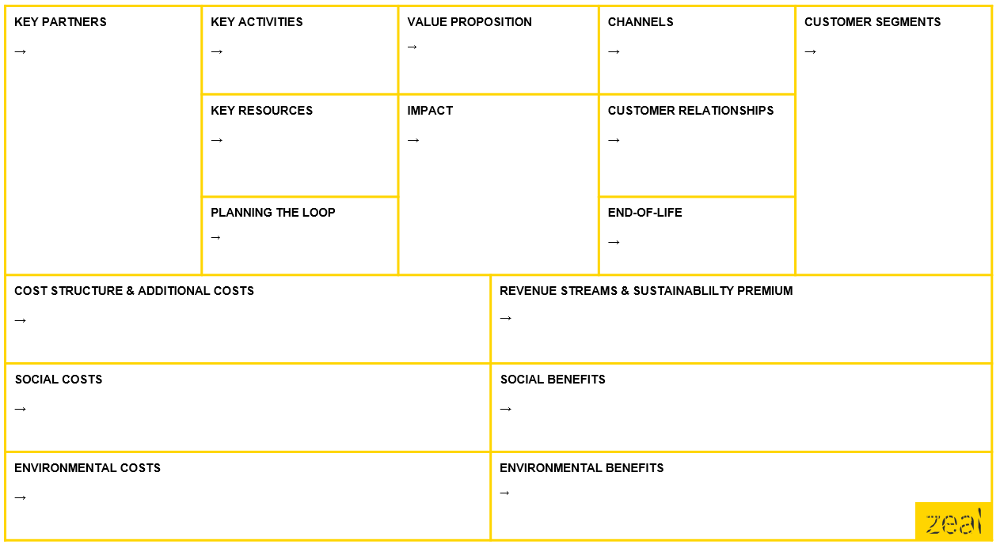 KEY PARTNERS
→
KEY ACTIVITIES
→
VALUE PROPOSITION
→
CHANNELS
→
CUSTOMER SEGMENTS
→
KEY RESOURCES
→
IMPACT
→
CUSTOMER RELATIONSHIPS
→
PLANNING THE LOOP
→
END-OF-LIFE
→
COST STRUCTURE & ADDITIONAL COSTS
→
REVENUE STREAMS & SUSTAINABLILTY PREMIUM
→
SOCIAL COSTS
→
SOCIAL BENEFITS
→
ENVIRONMENTAL COSTS
→
ENVIRONMENTAL BENEFITS
→
zeal